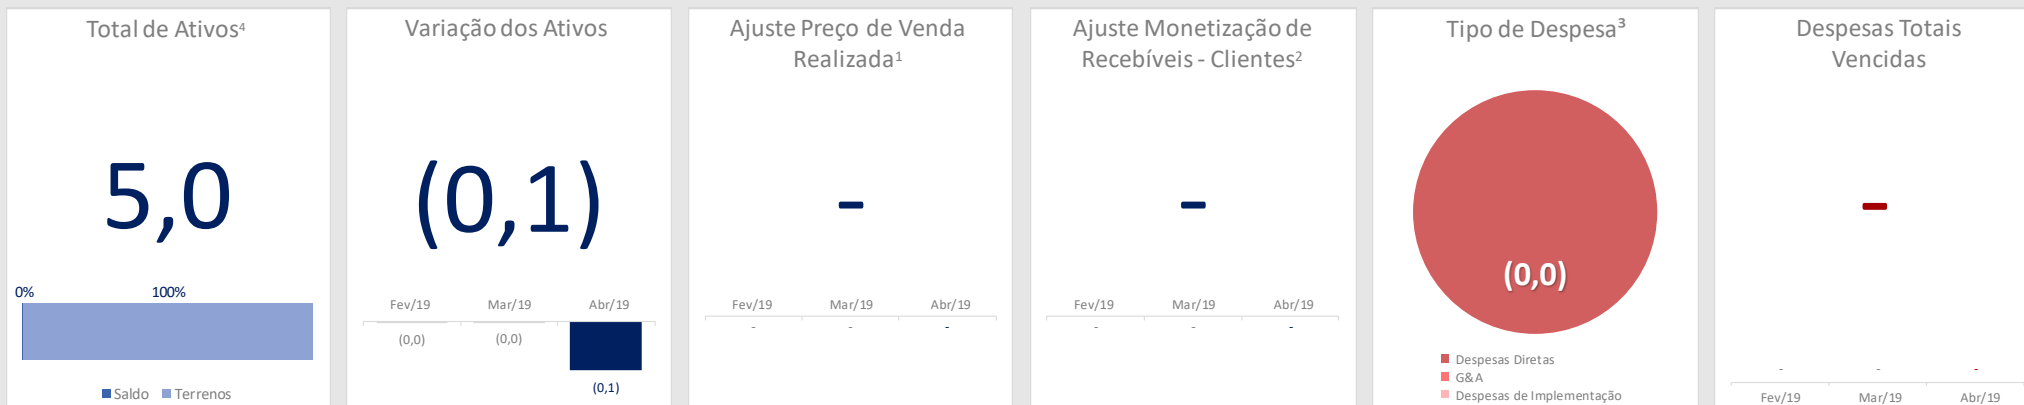 Total de Ativos⁴
5,0
0%
100%
Saldo
Terrenos
Variação dos Ativos
(0,1)
Fev/19
Mar/19
Abr/19
(0,0)
(0,0)
(0,1)
Ajuste Preço de Venda
Realizada¹
-
Fev/19
Mar/19
Abr/19
-
-
-
Ajuste Monetização de
Recebíveis - Clientes²
-
Fev/19
Mar/19
Abr/19
-
-
-
Tipo de Despesa³
(0,0)
Despesas Diretas
G&A
Despesas de Implementação
Despesas Totais
Vencidas
-
-
-
-
Fev/19
Mar/19
Abr/19